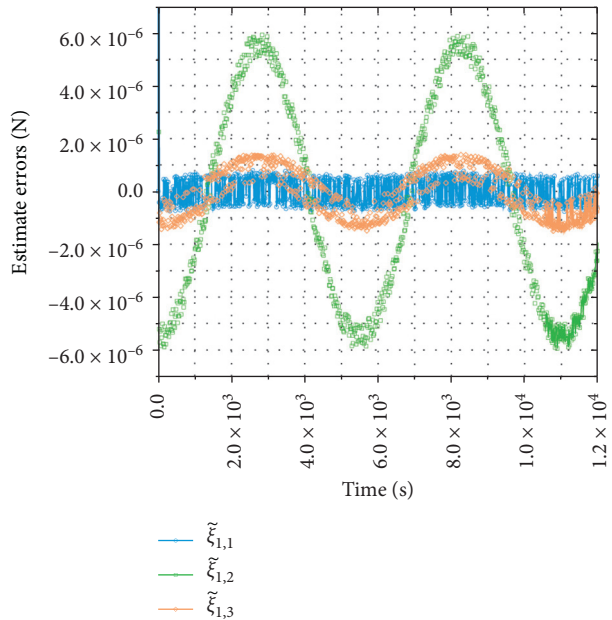 Estimate errors (N)
6.0 × 10⁻⁶
4.0 × 10⁻⁶
2.0 × 10⁻⁶
0.0
−2.0 × 10⁻⁶
−4.0 × 10⁻⁶
−6.0 × 10⁻⁶
0.0
2.0 × 10³
4.0 × 10³
6.0 × 10³
8.0 × 10³
1.0 × 10⁴
1.2 × 10⁴
Time (s)
ξ̃₁,₁
ξ̃₁,₂
ξ̃₁,₃